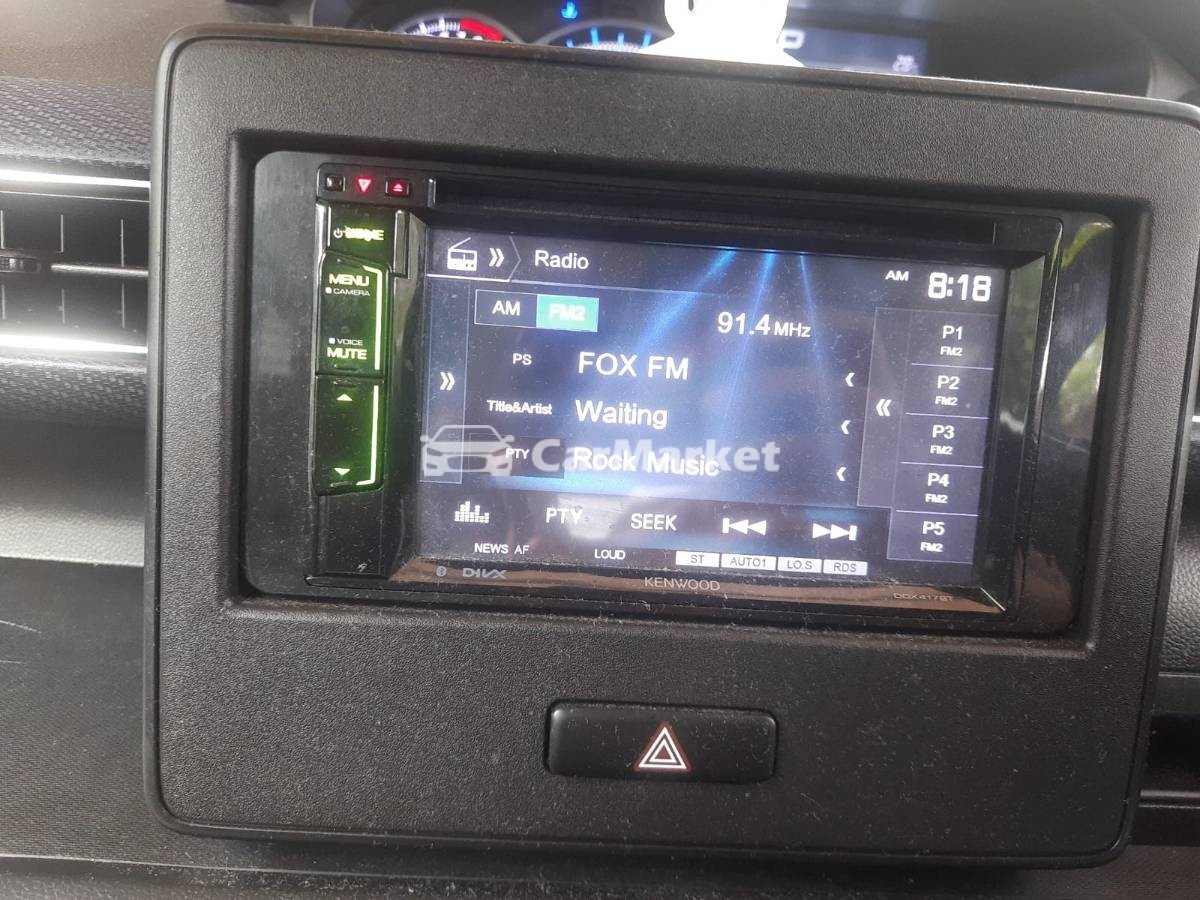 HOME
MENU
CAMERA
VOICE
MUTE
Radio
AM 8:18
AM FM2
91.4 MHz
PS FOX FM
Title&Artist Waiting
PTY Rock Music
CarMarket
P1
FM2
P2
FM2
P3
FM2
P4
FM2
P5
FM2
PTY SEEK
NEWS AF LOUD ST AUTO1 LO.S RDS
DIVX KENWOOD DDX417BT